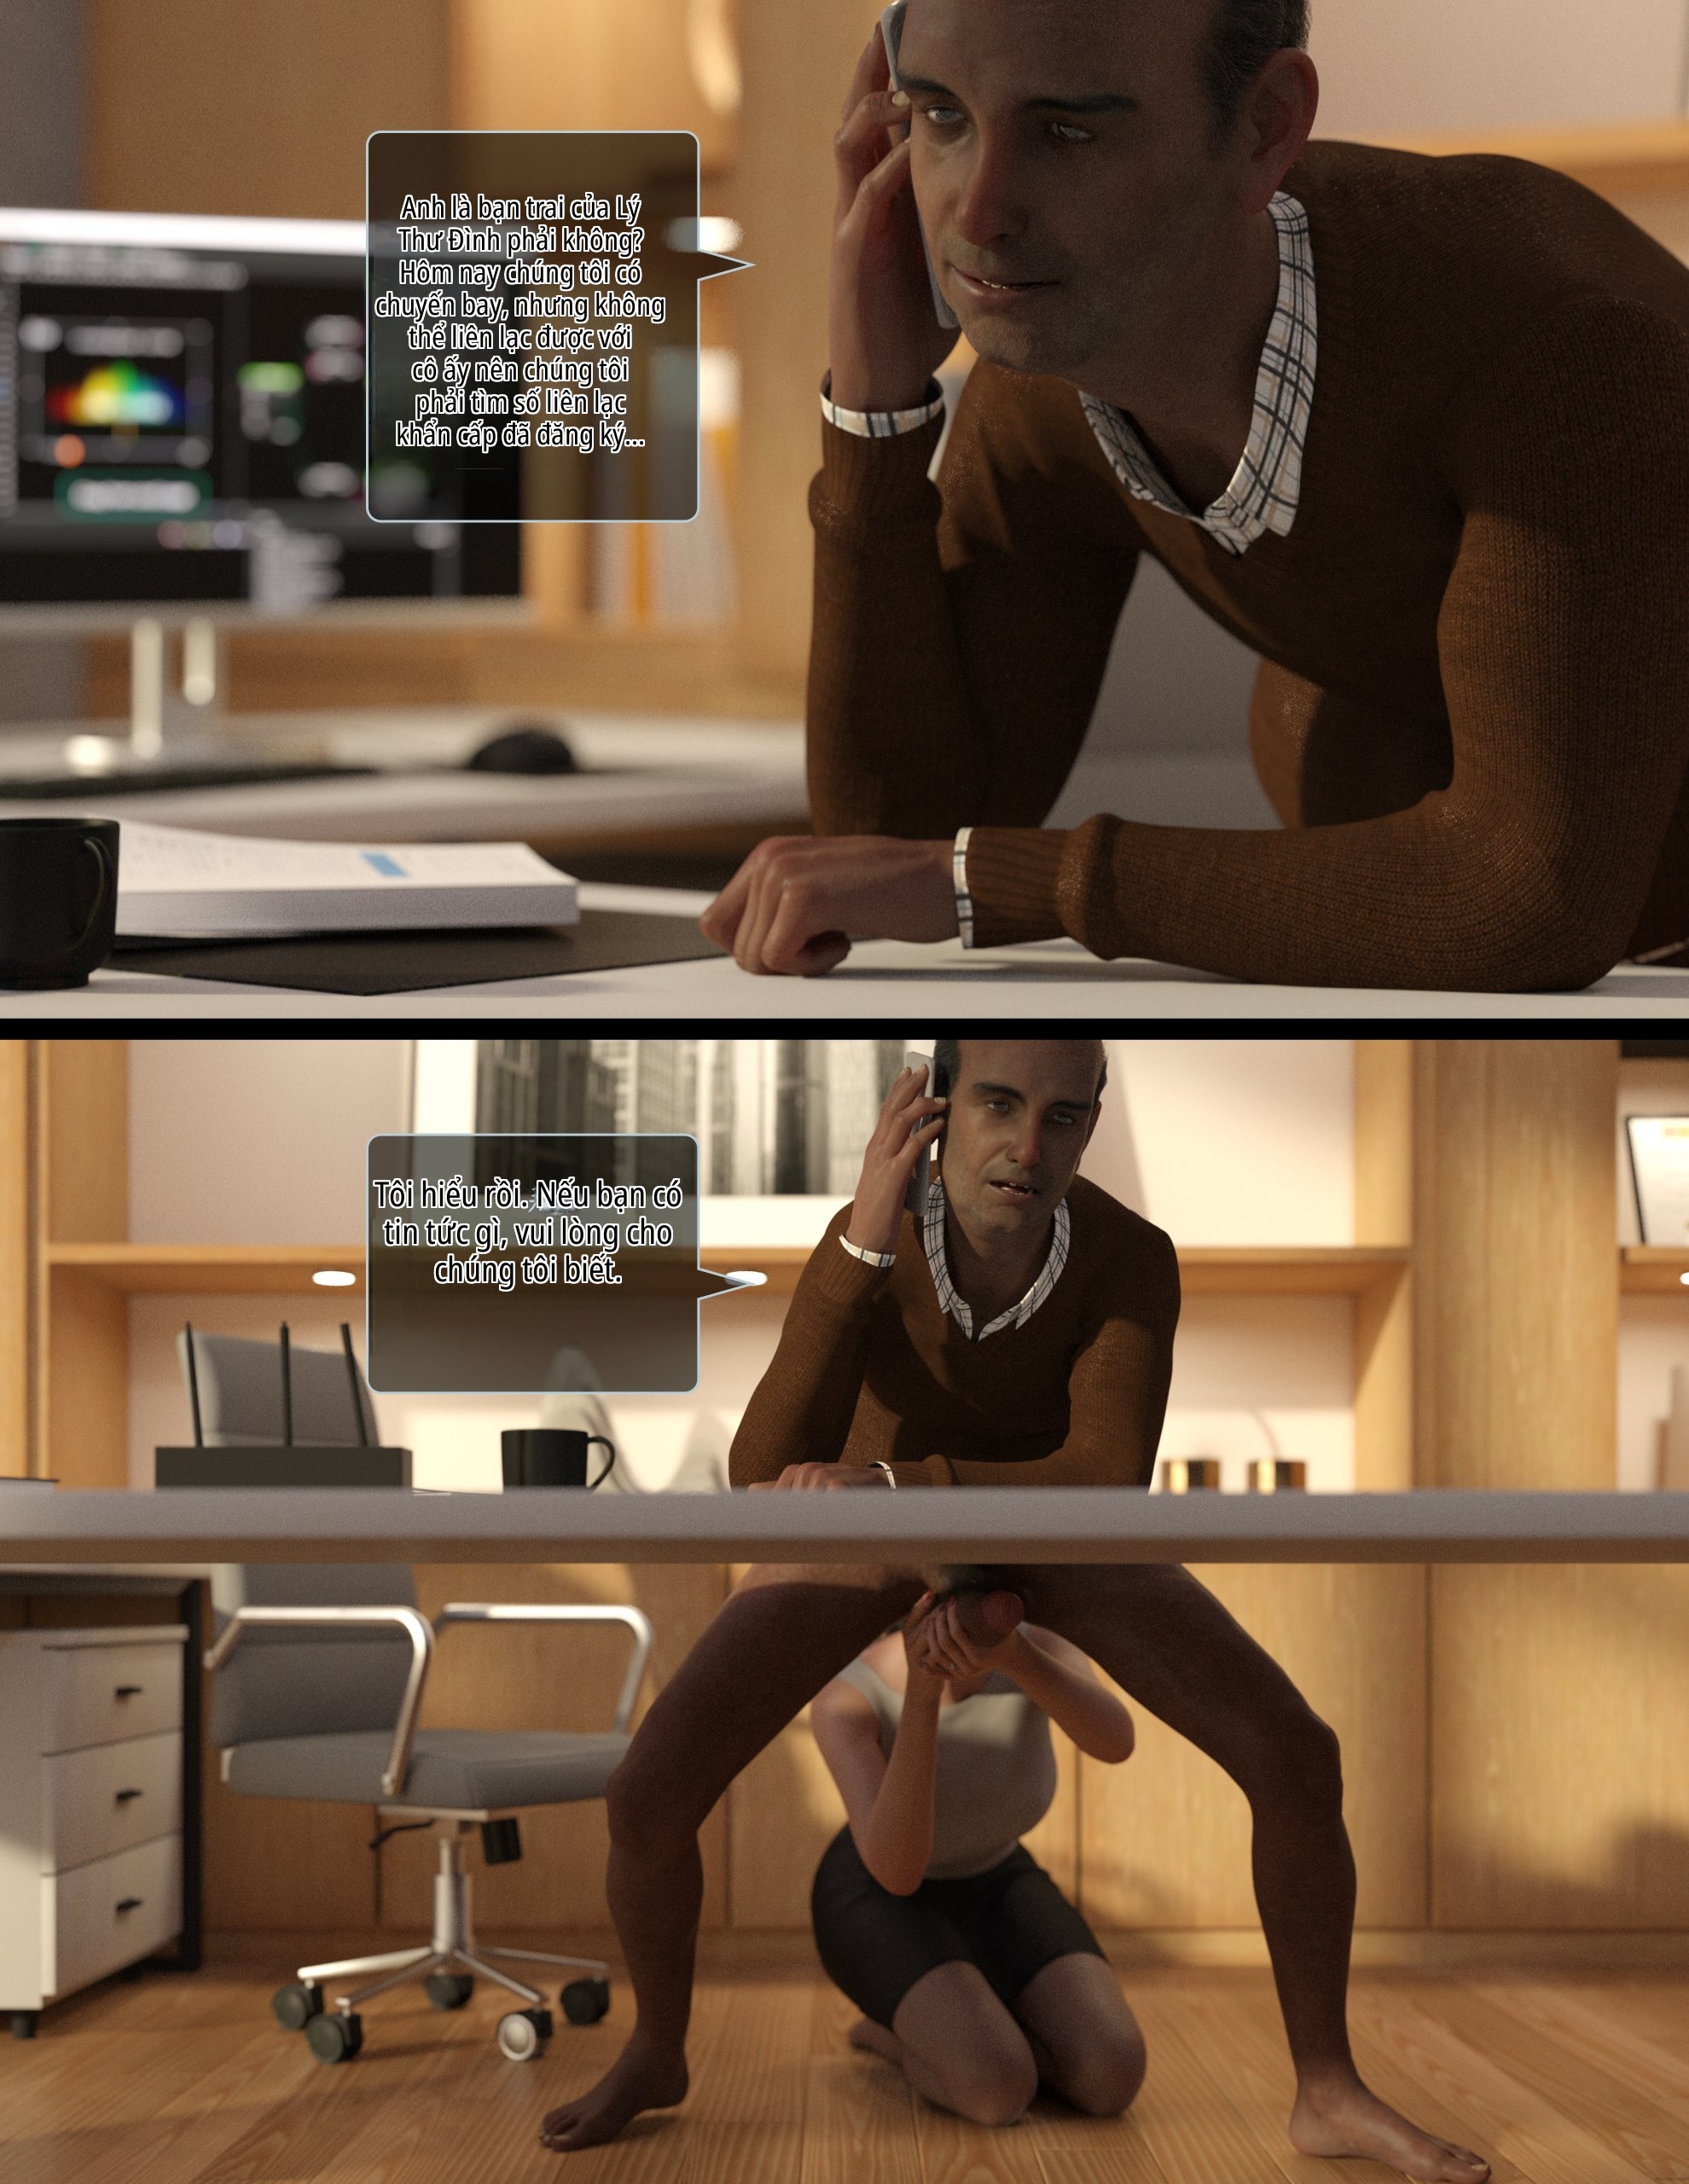 Anh là bạn trai của Lý
Thư Đình phải không?
Hôm nay chúng tôi có
chuyến bay, nhưng không
thể liên lạc được với
cô ấy nên chúng tôi
phải tìm số liên lạc
khẩn cấp đã đăng ký...
Tôi hiểu rồi. Nếu bạn có
tin tức gì, vui lòng cho
chúng tôi biết.